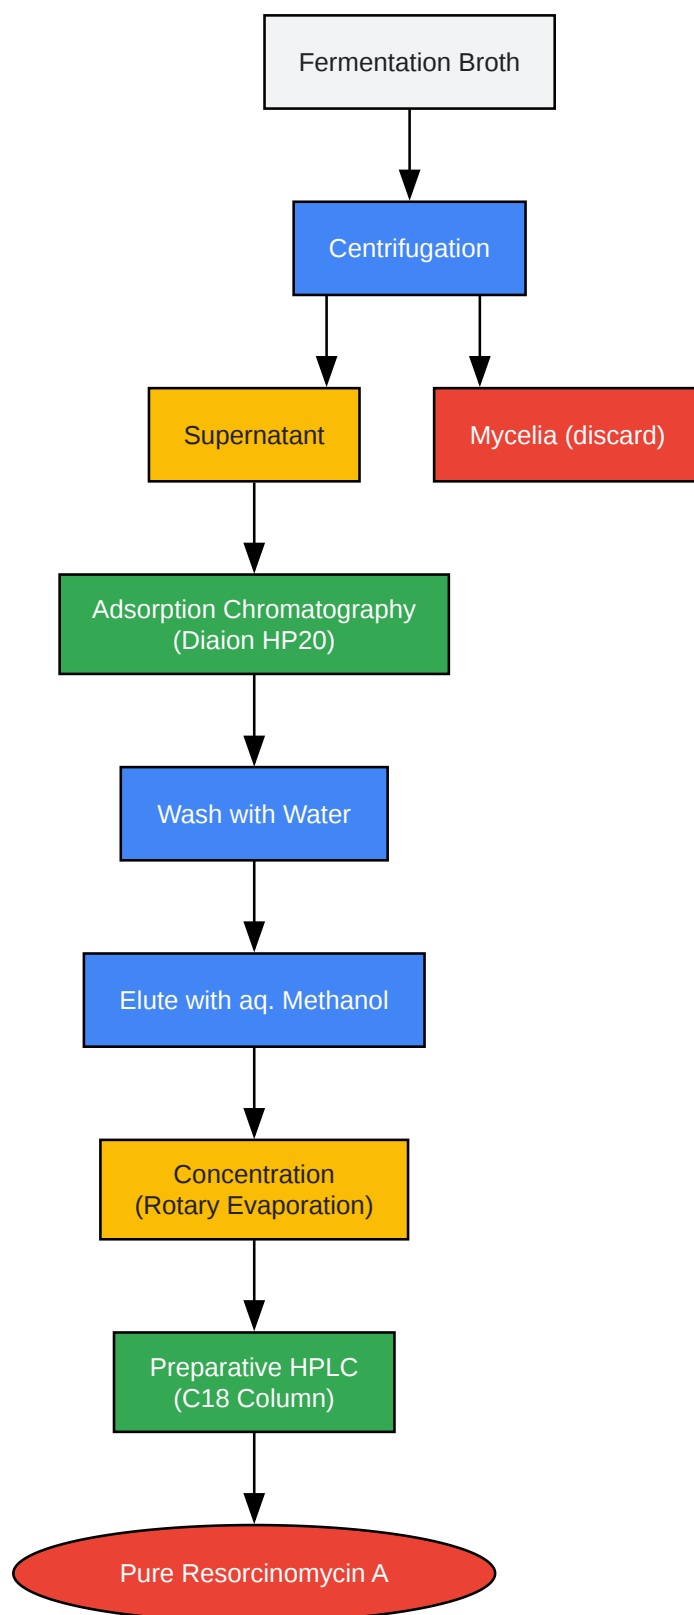 Fermentation Broth
Centrifugation
Supernatant
Mycelia (discard)
Adsorption Chromatography
(Diaion HP20)
Wash with Water
Elute with aq. Methanol
Concentration
(Rotary Evaporation)
Preparative HPLC
(C18 Column)
Pure Resorcinomycin A